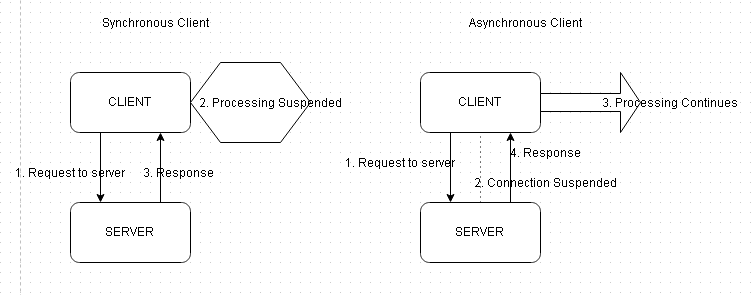 Synchronous Client
Asynchronous Client
CLIENT
2. Processing Suspended
CLIENT
3. Processing Continues
1. Request to server
3. Response
1. Request to server
4. Response
2. Connection Suspended
SERVER
SERVER